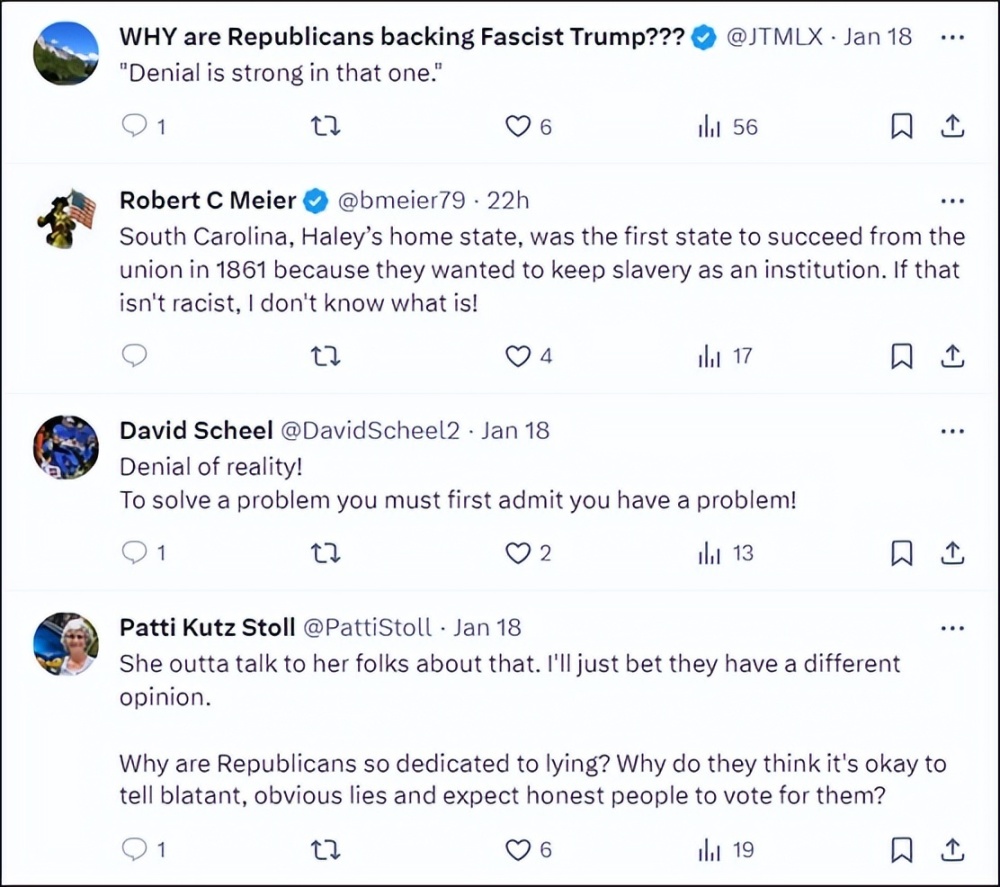 WHY are Republicans backing Fascist Trump??? @JTMLX · Jan 18
"Denial is strong in that one."
1 6 56
Robert C Meier @bmeier79 · 22h
South Carolina, Haley’s home state, was the first state to succeed from the
union in 1861 because they wanted to keep slavery as an institution. If that
isn't racist, I don't know what is!
4 17
David Scheel @DavidScheel2 · Jan 18
Denial of reality!
To solve a problem you must first admit you have a problem!
1 2 13
Patti Kutz Stoll @PattiStoll · Jan 18
She outta talk to her folks about that. I'll just bet they have a different
opinion.
Why are Republicans so dedicated to lying? Why do they think it's okay to
tell blatant, obvious lies and expect honest people to vote for them?
1 6 19